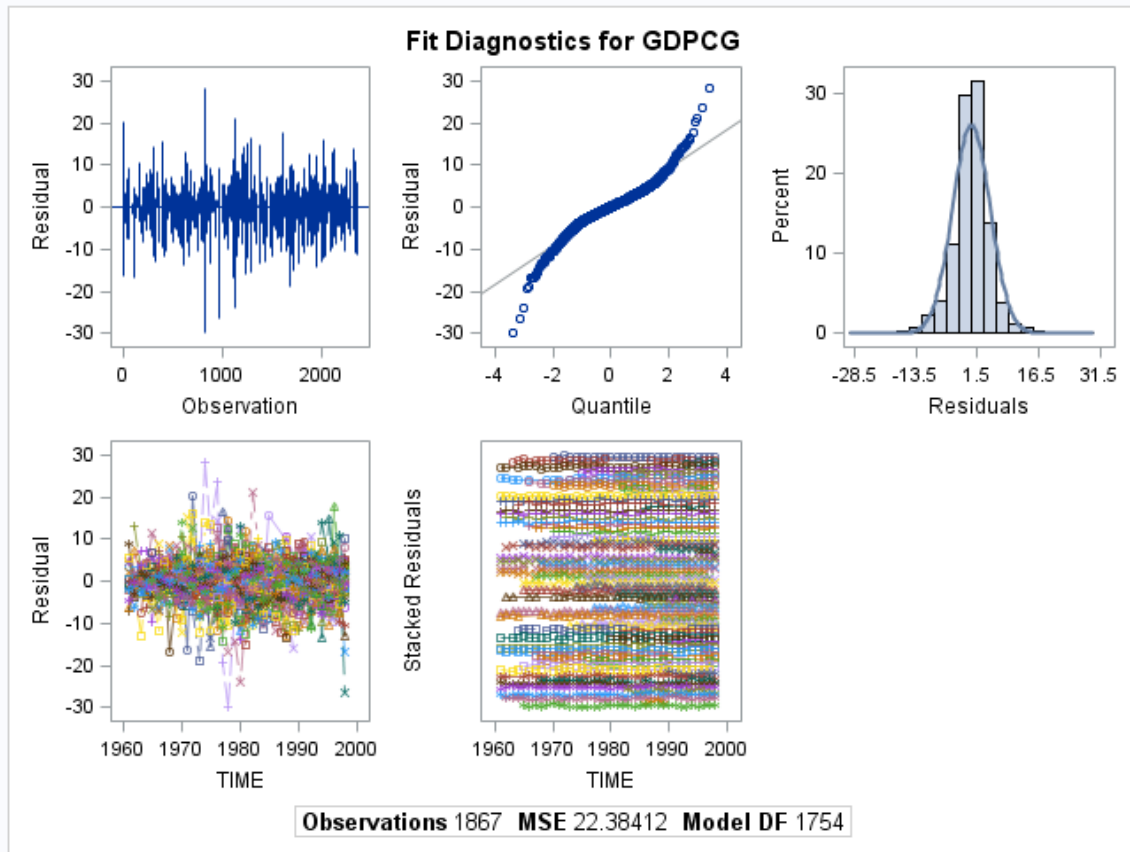 Fit Diagnostics for GDPCG
30
20
10
0
-10
-20
-30
Residual
0 1000 2000
Observation
30
20
10
0
-10
-20
-30
Residual
-4 -2 0 2 4
Quantile
30
20
10
0
Percent
-28.5 -13.5 1.5 16.5 31.5
Residuals
30
20
10
0
-10
-20
-30
Residual
1960 1970 1980 1990 2000
TIME
Stacked Residuals
1960 1970 1980 1990 2000
TIME
Observations 1867 MSE 22.38412 Model DF 1754